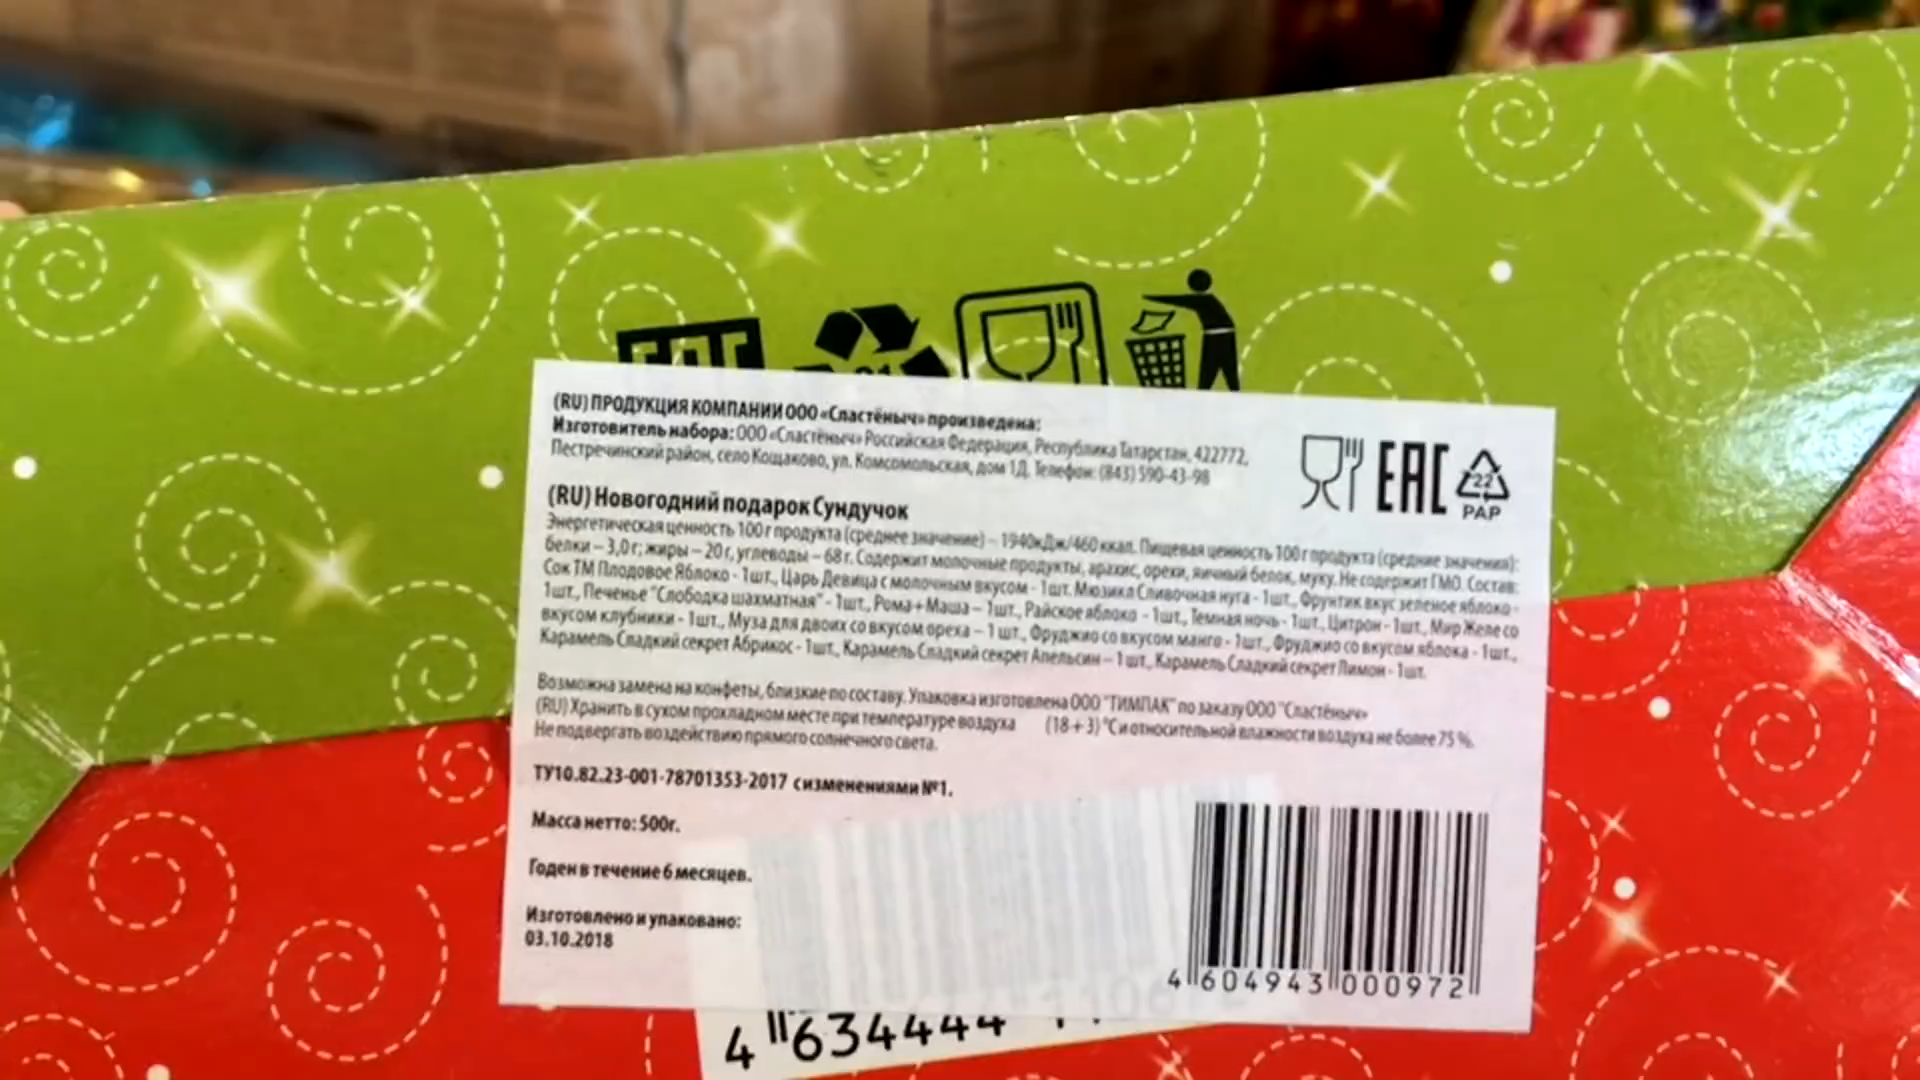 (RU) ПРОДУКЦИЯ КОМПАНИИ ООО «Сластёныч» произведена:
Изготовитель набора: ООО «Сластёныч» Российская Федерация, Республика Татарстан, 422772,
Пестречинский район, село Кощаково, ул. Комсомольская, дом 1Д. Телефон: (843) 590-43-98
EAC
22
PAP
(RU) Новогодний подарок Сундучок
Энергетическая ценность 100 г продукта (среднее значение) – 1940кДж/460 ккал. Пищевая ценность 100 г продукта (средние значения):
белки – 3,0 г; жиры – 20 г, углеводы – 68 г. Содержит молочные продукты, арахис, орехи, яичный белок, муку. Не содержит ГМО. Состав:
Сок ТМ Плодовое Яблоко - 1шт., Царь Девица с молочным вкусом - 1шт. Мюзикл Сливочная нуга - 1шт., Фрунтик вкус зеленое яблоко -
1шт., Печенье "Слободка шахматная" - 1шт., Рома+Маша – 1шт., Райское яблоко - 1шт., Темная ночь - 1шт., Цитрон - 1шт., Мир Желе со
вкусом клубники - 1шт., Муза для двоих со вкусом ореха – 1 шт., Фруджио со вкусом манго - 1шт., Фруджио со вкусом яблока - 1шт.,
Карамель Сладкий секрет Абрикос - 1шт., Карамель Сладкий секрет Апельсин – 1 шт., Карамель Сладкий секрет Лимон - 1шт.
Возможна замена на конфеты, близкие по составу. Упаковка изготовлена ООО "ТИМПАК" по заказу ООО "Сластёныч"
(RU) Хранить в сухом прохладном месте при температуре воздуха (18 + 3) °С и относительной влажности воздуха не более 75 %.
Не подвергать воздействию прямого солнечного света.
ТУ10.82.23-001-78701353-2017 с изменениями №1.
Масса нетто: 500г.
Годен в течение 6 месяцев.
Изготовлено и упаковано:
03.10.2018
4 604943 000972
4 634444